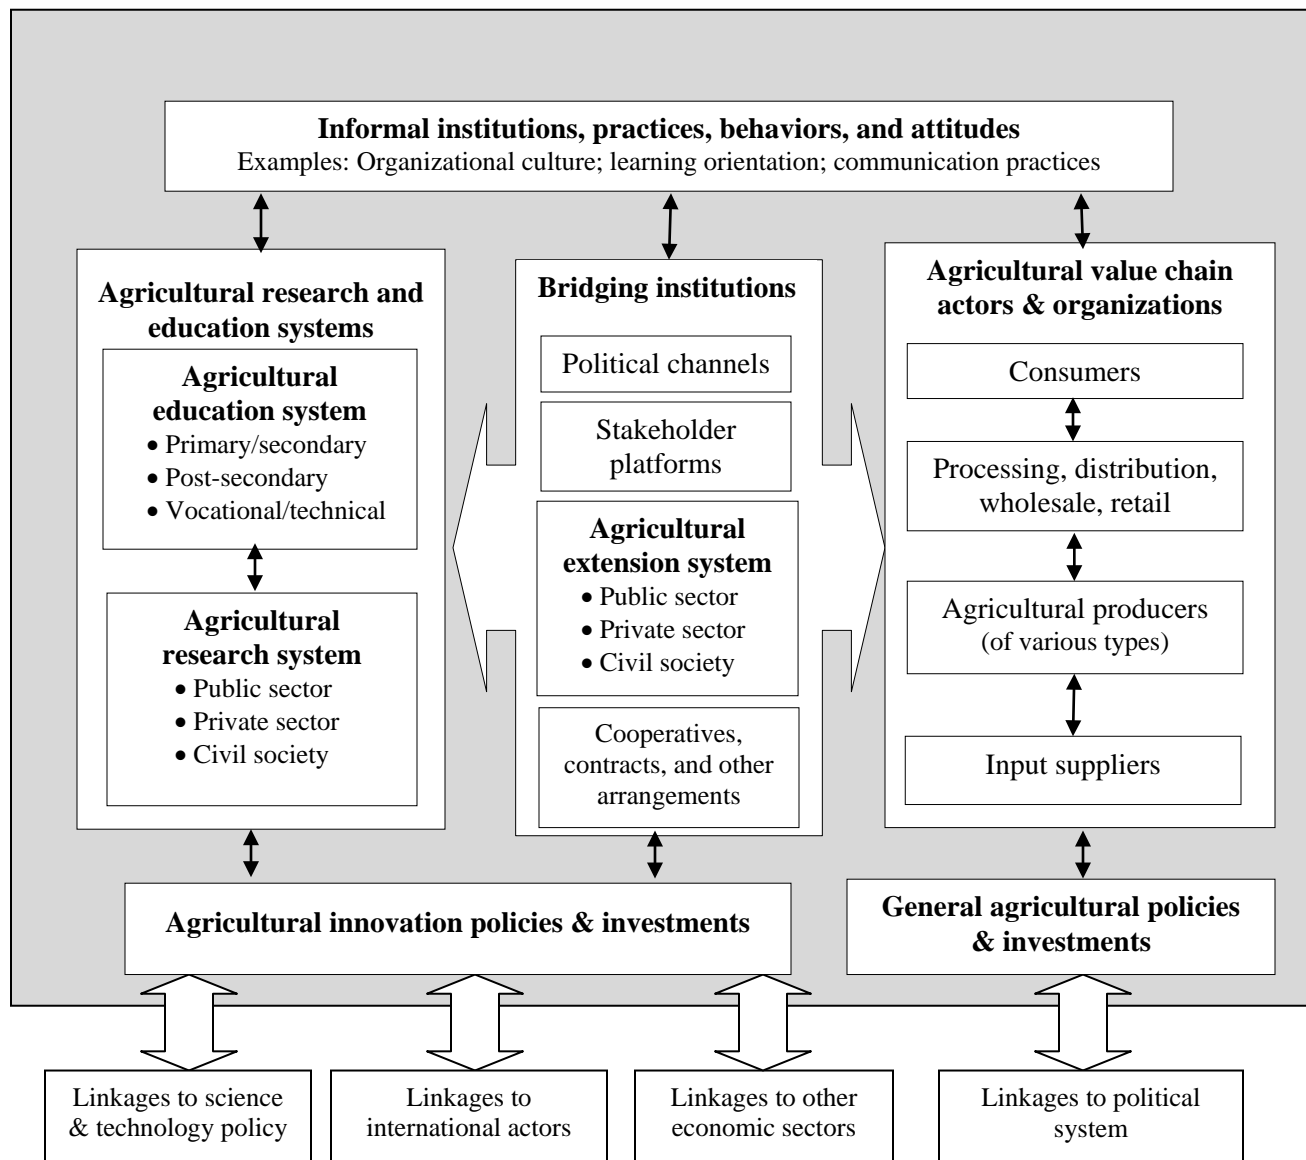 Informal institutions, practices, behaviors, and attitudes
Examples: Organizational culture; learning orientation; communication practices
Agricultural research and
education systems
Agricultural
education system
• Primary/secondary
• Post-secondary
• Vocational/technical
Agricultural
research system
• Public sector
• Private sector
• Civil society
Bridging institutions
Political channels
Stakeholder
platforms
Agricultural
extension system
• Public sector
• Private sector
• Civil society
Cooperatives,
contracts, and other
arrangements
Agricultural value chain
actors & organizations
Consumers
Processing, distribution,
wholesale, retail
Agricultural producers
(of various types)
Input suppliers
Agricultural innovation policies & investments
General agricultural policies
& investments
Linkages to science
& technology policy
Linkages to
international actors
Linkages to other
economic sectors
Linkages to political
system